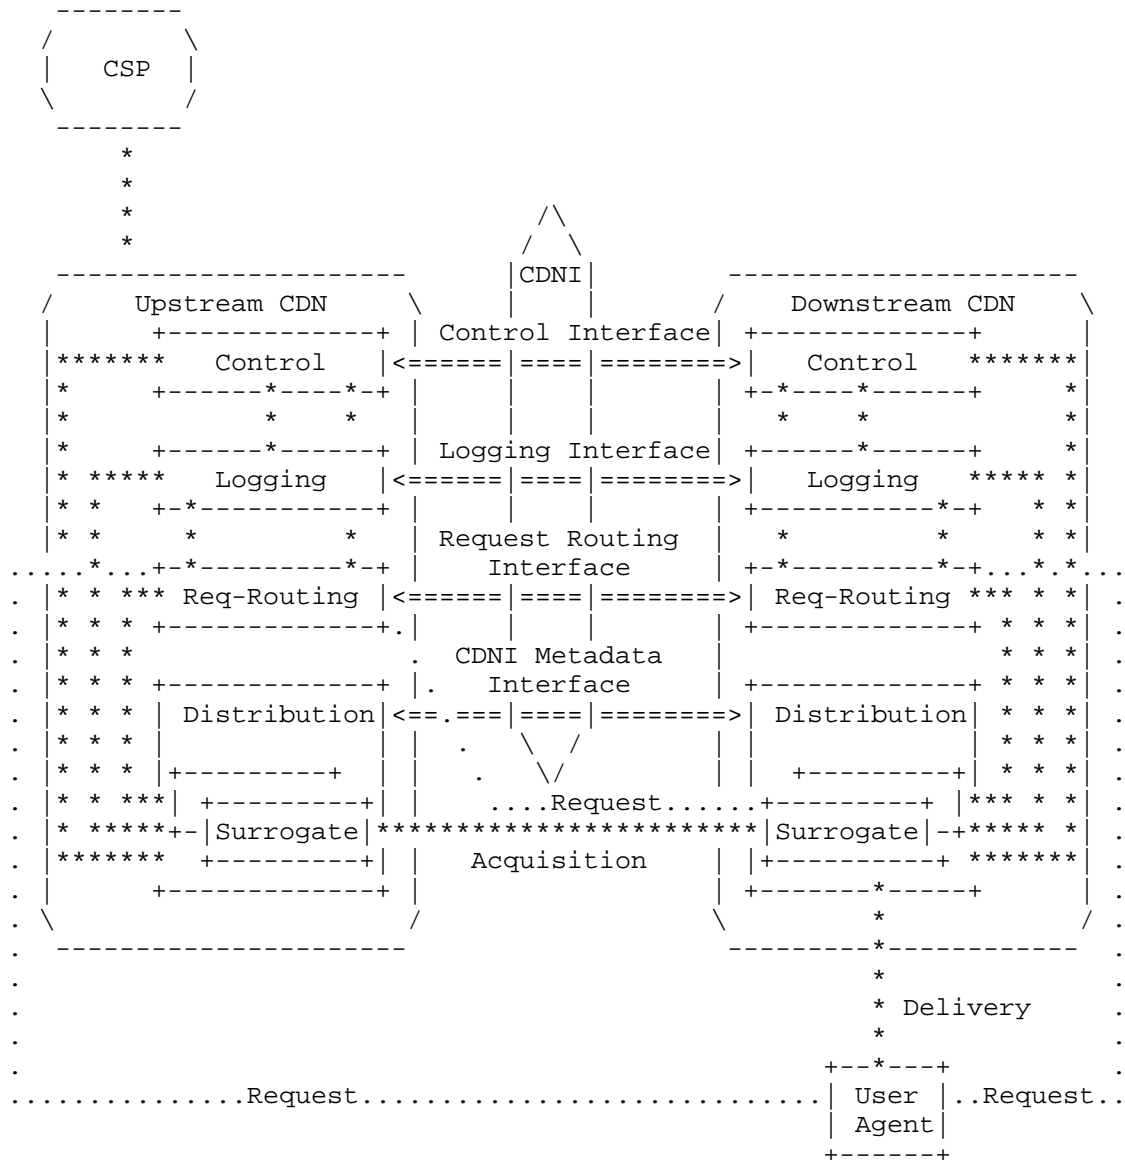 CSP
CDNI
Upstream CDN Downstream CDN
Control Interface
Control Control
Logging Interface
Logging Logging
Request Routing
Interface
Req-Routing Req-Routing
CDNI Metadata
Interface
Distribution Distribution
Request
Surrogate Surrogate
Acquisition
Delivery
Request User Request
Agent